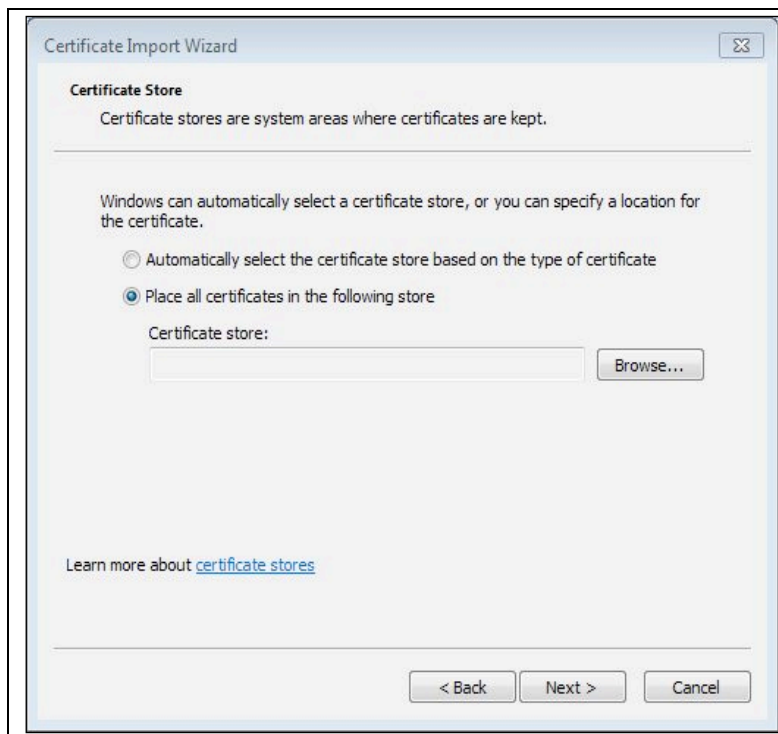 Certificate Import Wizard
Certificate Store
Certificate stores are system areas where certificates are kept.
Windows can automatically select a certificate store, or you can specify a location for
the certificate.
Automatically select the certificate store based on the type of certificate
Place all certificates in the following store
Certificate store:
Browse...
Learn more about certificate stores
< Back Next > Cancel